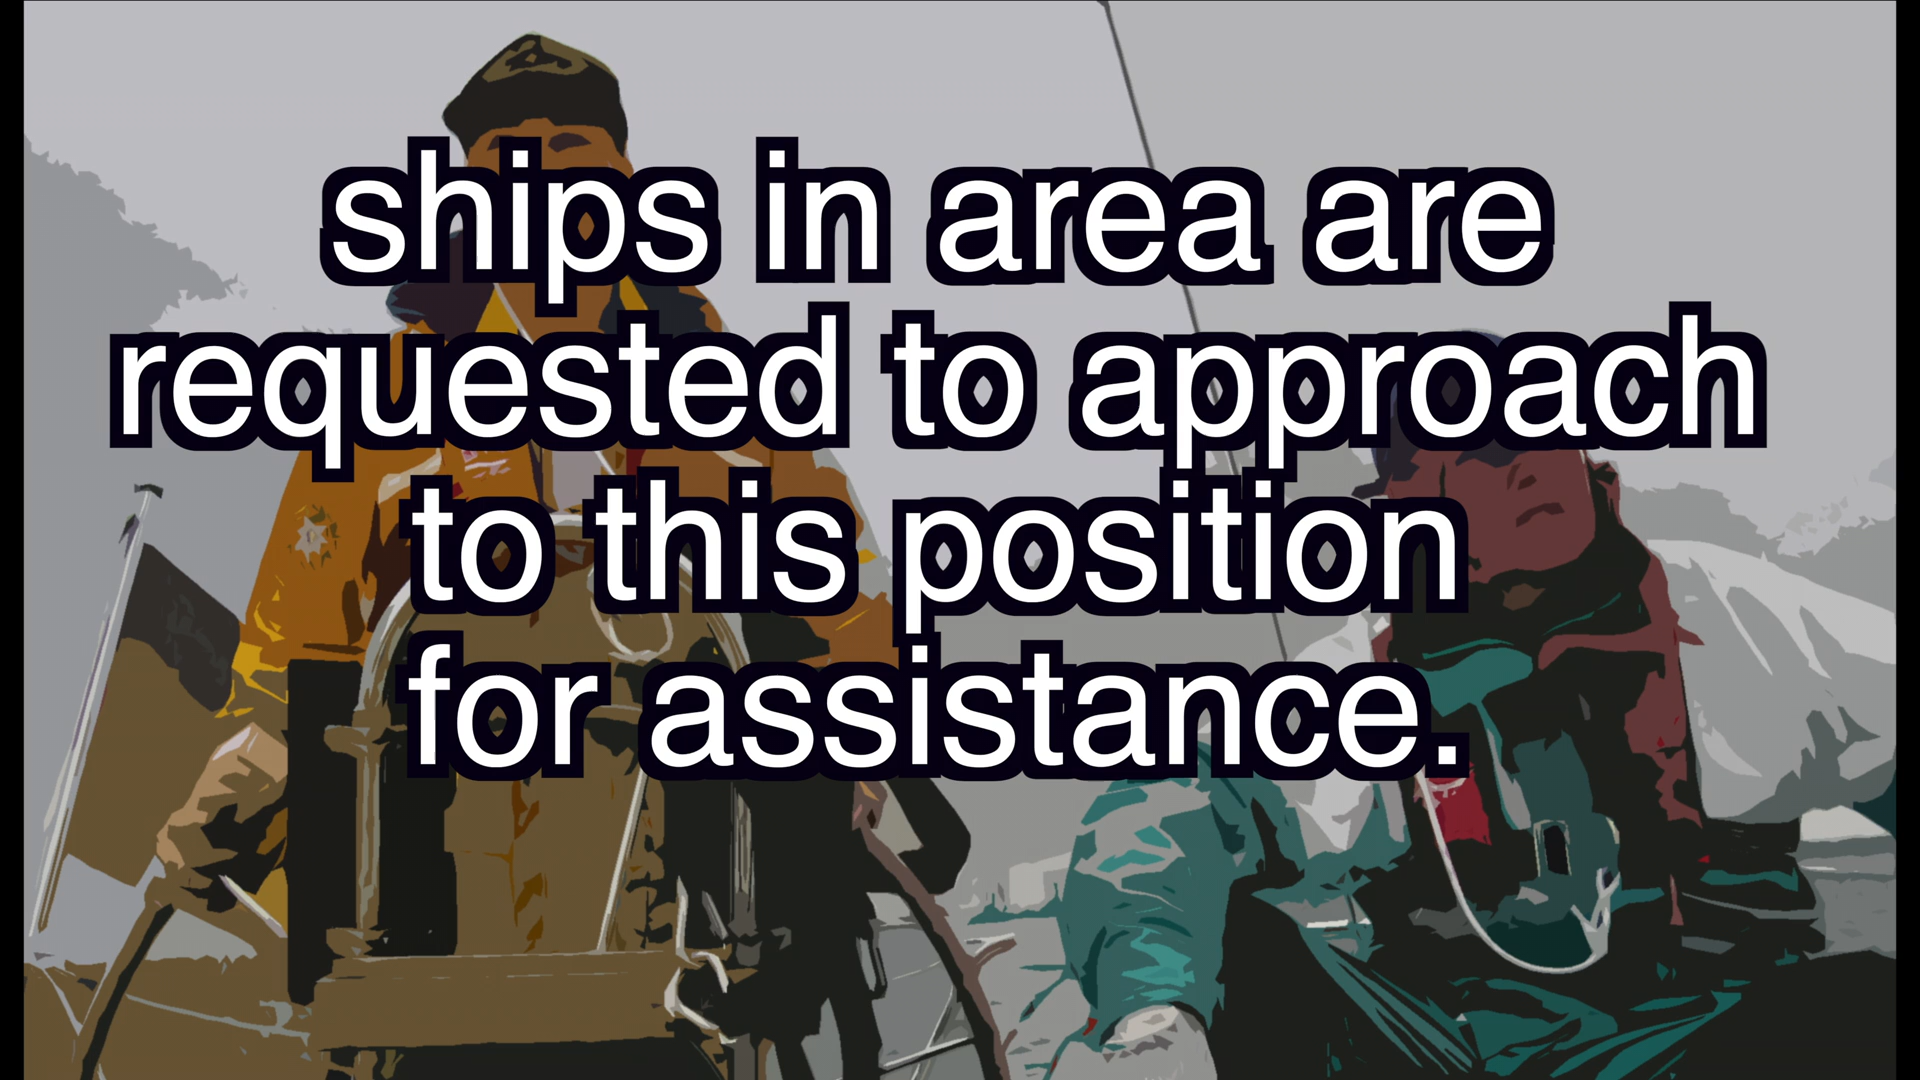 ships in area are
requested to approach
to this position
for assistance.